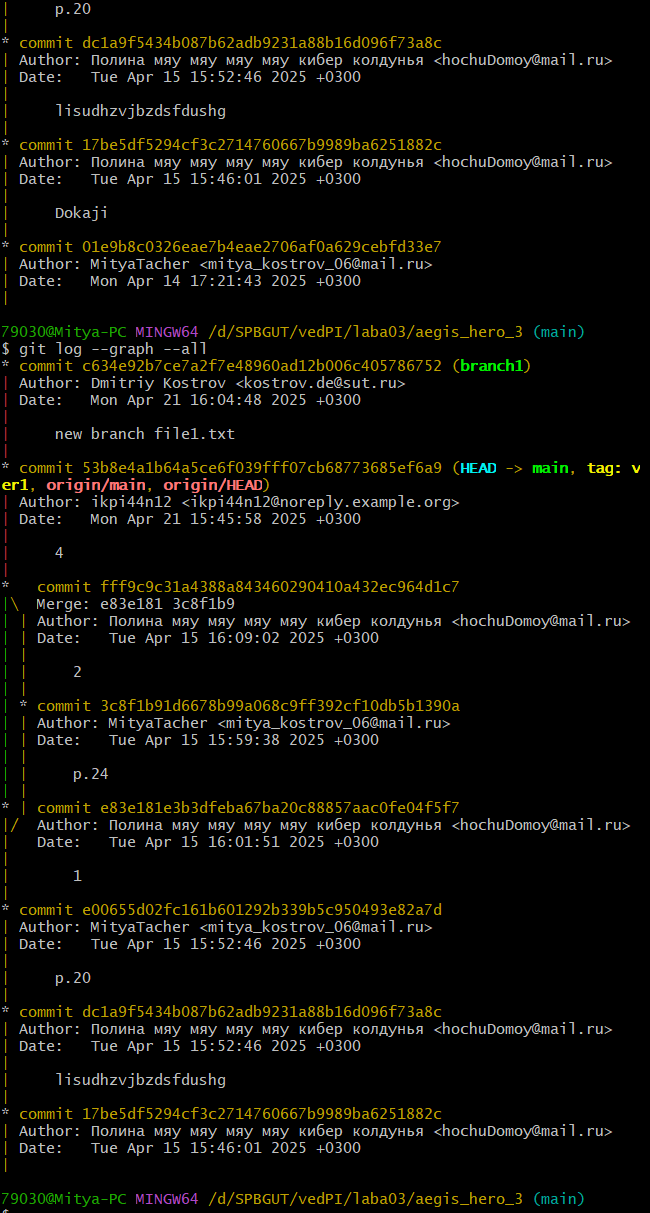 | p.20
|
* commit dc1a9f5434b087b62adb9231a88b16d096f73a8c
| Author: Полина мяу мяу мяу мяу кибер колдунья <hochuDomoy@mail.ru>
| Date: Tue Apr 15 15:52:46 2025 +0300
|
| lisudhzvjbzdsfdushg
|
* commit 17be5df5294cf3c2714760667b9989ba6251882c
| Author: Полина мяу мяу мяу мяу кибер колдунья <hochuDomoy@mail.ru>
| Date: Tue Apr 15 15:46:01 2025 +0300
|
| Dokaji
|
* commit 01e9b8c0326eae7b4eae2706af0a629cebfd33e7
| Author: MityaTacher <mitya_kostrov_06@mail.ru>
| Date: Mon Apr 14 17:21:43 2025 +0300
|
79030@Mitya-PC MINGW64 /d/SPBGUT/vedPI/laba03/aegis_hero_3 (main)
$ git log --graph --all
* commit c634e92b7ce7a2f7e48960ad12b006c405786752 (branch1)
| Author: Dmitriy Kostrov <kostrov.de@sut.ru>
| Date: Mon Apr 21 16:04:48 2025 +0300
|
| new branch file1.txt
|
* commit 53b8e4a1b64a5ce6f039fff07cb68773685ef6a9 (HEAD -> main, tag: v
er1, origin/main, origin/HEAD)
| Author: ikpi44n12 <ikpi44n12@noreply.example.org>
| Date: Mon Apr 21 15:45:58 2025 +0300
|
| 4
|
* commit fff9c9c31a4388a843460290410a432ec964d1c7
|\ Merge: e83e181 3c8f1b9
| | Author: Полина мяу мяу мяу мяу кибер колдунья <hochuDomoy@mail.ru>
| | Date: Tue Apr 15 16:09:02 2025 +0300
| |
| | 2
| |
| * commit 3c8f1b91d6678b99a068c9ff392cf10db5b1390a
| | Author: MityaTacher <mitya_kostrov_06@mail.ru>
| | Date: Tue Apr 15 15:59:38 2025 +0300
| |
| | p.24
| |
* | commit e83e181e3b3dfeba67ba20c88857aac0fe04f5f7
|/ Author: Полина мяу мяу мяу мяу кибер колдунья <hochuDomoy@mail.ru>
| Date: Tue Apr 15 16:01:51 2025 +0300
|
| 1
|
* commit e00655d02fc161b601292b339b5c950493e82a7d
| Author: MityaTacher <mitya_kostrov_06@mail.ru>
| Date: Tue Apr 15 15:52:46 2025 +0300
|
| p.20
|
* commit dc1a9f5434b087b62adb9231a88b16d096f73a8c
| Author: Полина мяу мяу мяу мяу кибер колдунья <hochuDomoy@mail.ru>
| Date: Tue Apr 15 15:52:46 2025 +0300
|
| lisudhzvjbzdsfdushg
|
* commit 17be5df5294cf3c2714760667b9989ba6251882c
| Author: Полина мяу мяу мяу мяу кибер колдунья <hochuDomoy@mail.ru>
| Date: Tue Apr 15 15:46:01 2025 +0300
|
79030@Mitya-PC MINGW64 /d/SPBGUT/vedPI/laba03/aegis_hero_3 (main)
$